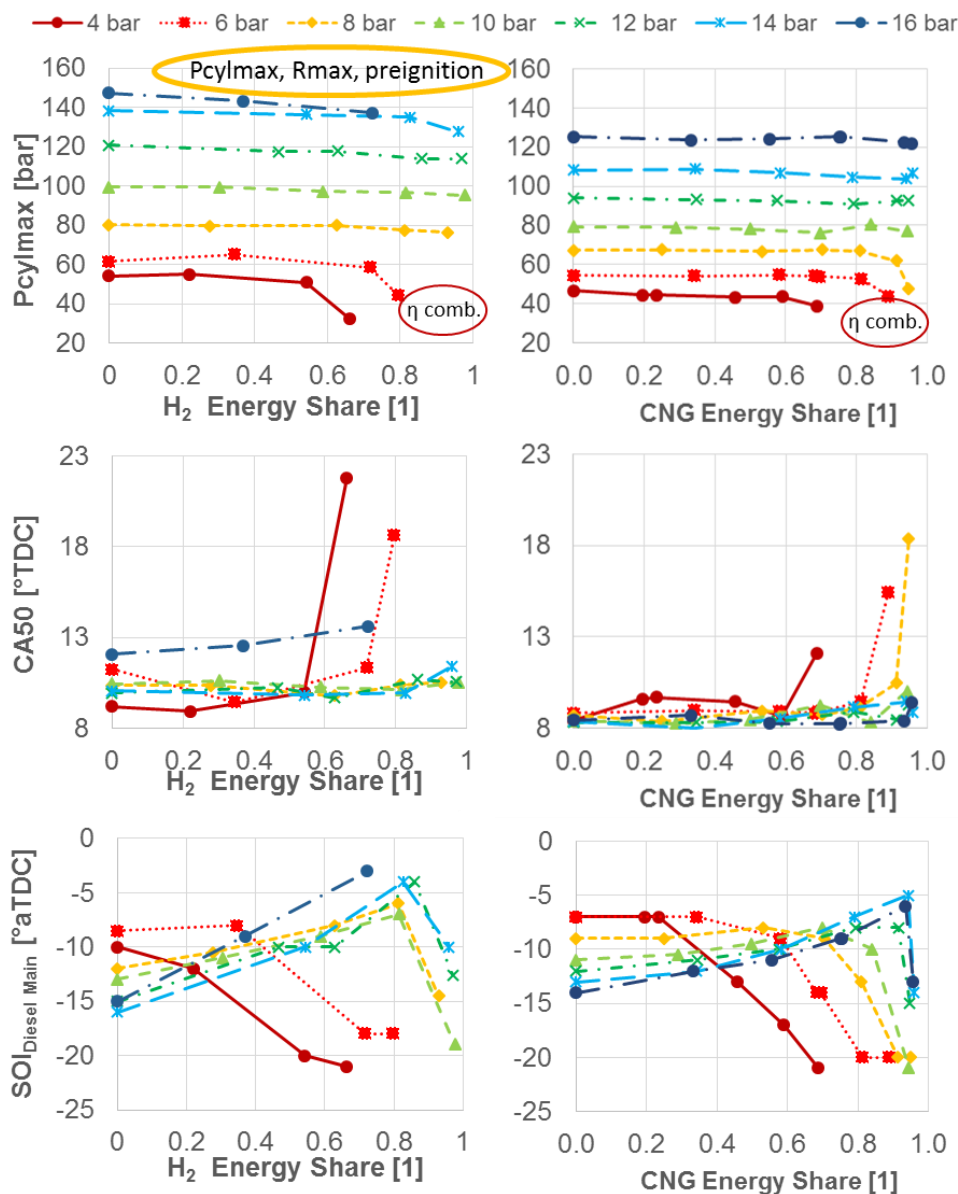 4 bar 6 bar 8 bar 10 bar 12 bar 14 bar 16 bar
Pcylmax, Rmax, preignition
Pcylmax [bar]
160
140
120
100
80
60
40
20
η comb.
0 0.2 0.4 0.6 0.8 1
H₂ Energy Share [1]
160
140
120
100
80
60
40
20
η comb.
0.0 0.2 0.4 0.6 0.8 1.0
CNG Energy Share [1]
CA50 [°TDC]
23
18
13
8
0 0.2 0.4 0.6 0.8 1
H₂ Energy Share [1]
23
18
13
8
0.0 0.2 0.4 0.6 0.8 1.0
CNG Energy Share [1]
SOI Diesel Main [°aTDC]
0
-5
-10
-15
-20
-25
0 0.2 0.4 0.6 0.8 1
H₂ Energy Share [1]
0
-5
-10
-15
-20
-25
0.0 0.2 0.4 0.6 0.8 1.0
CNG Energy Share [1]